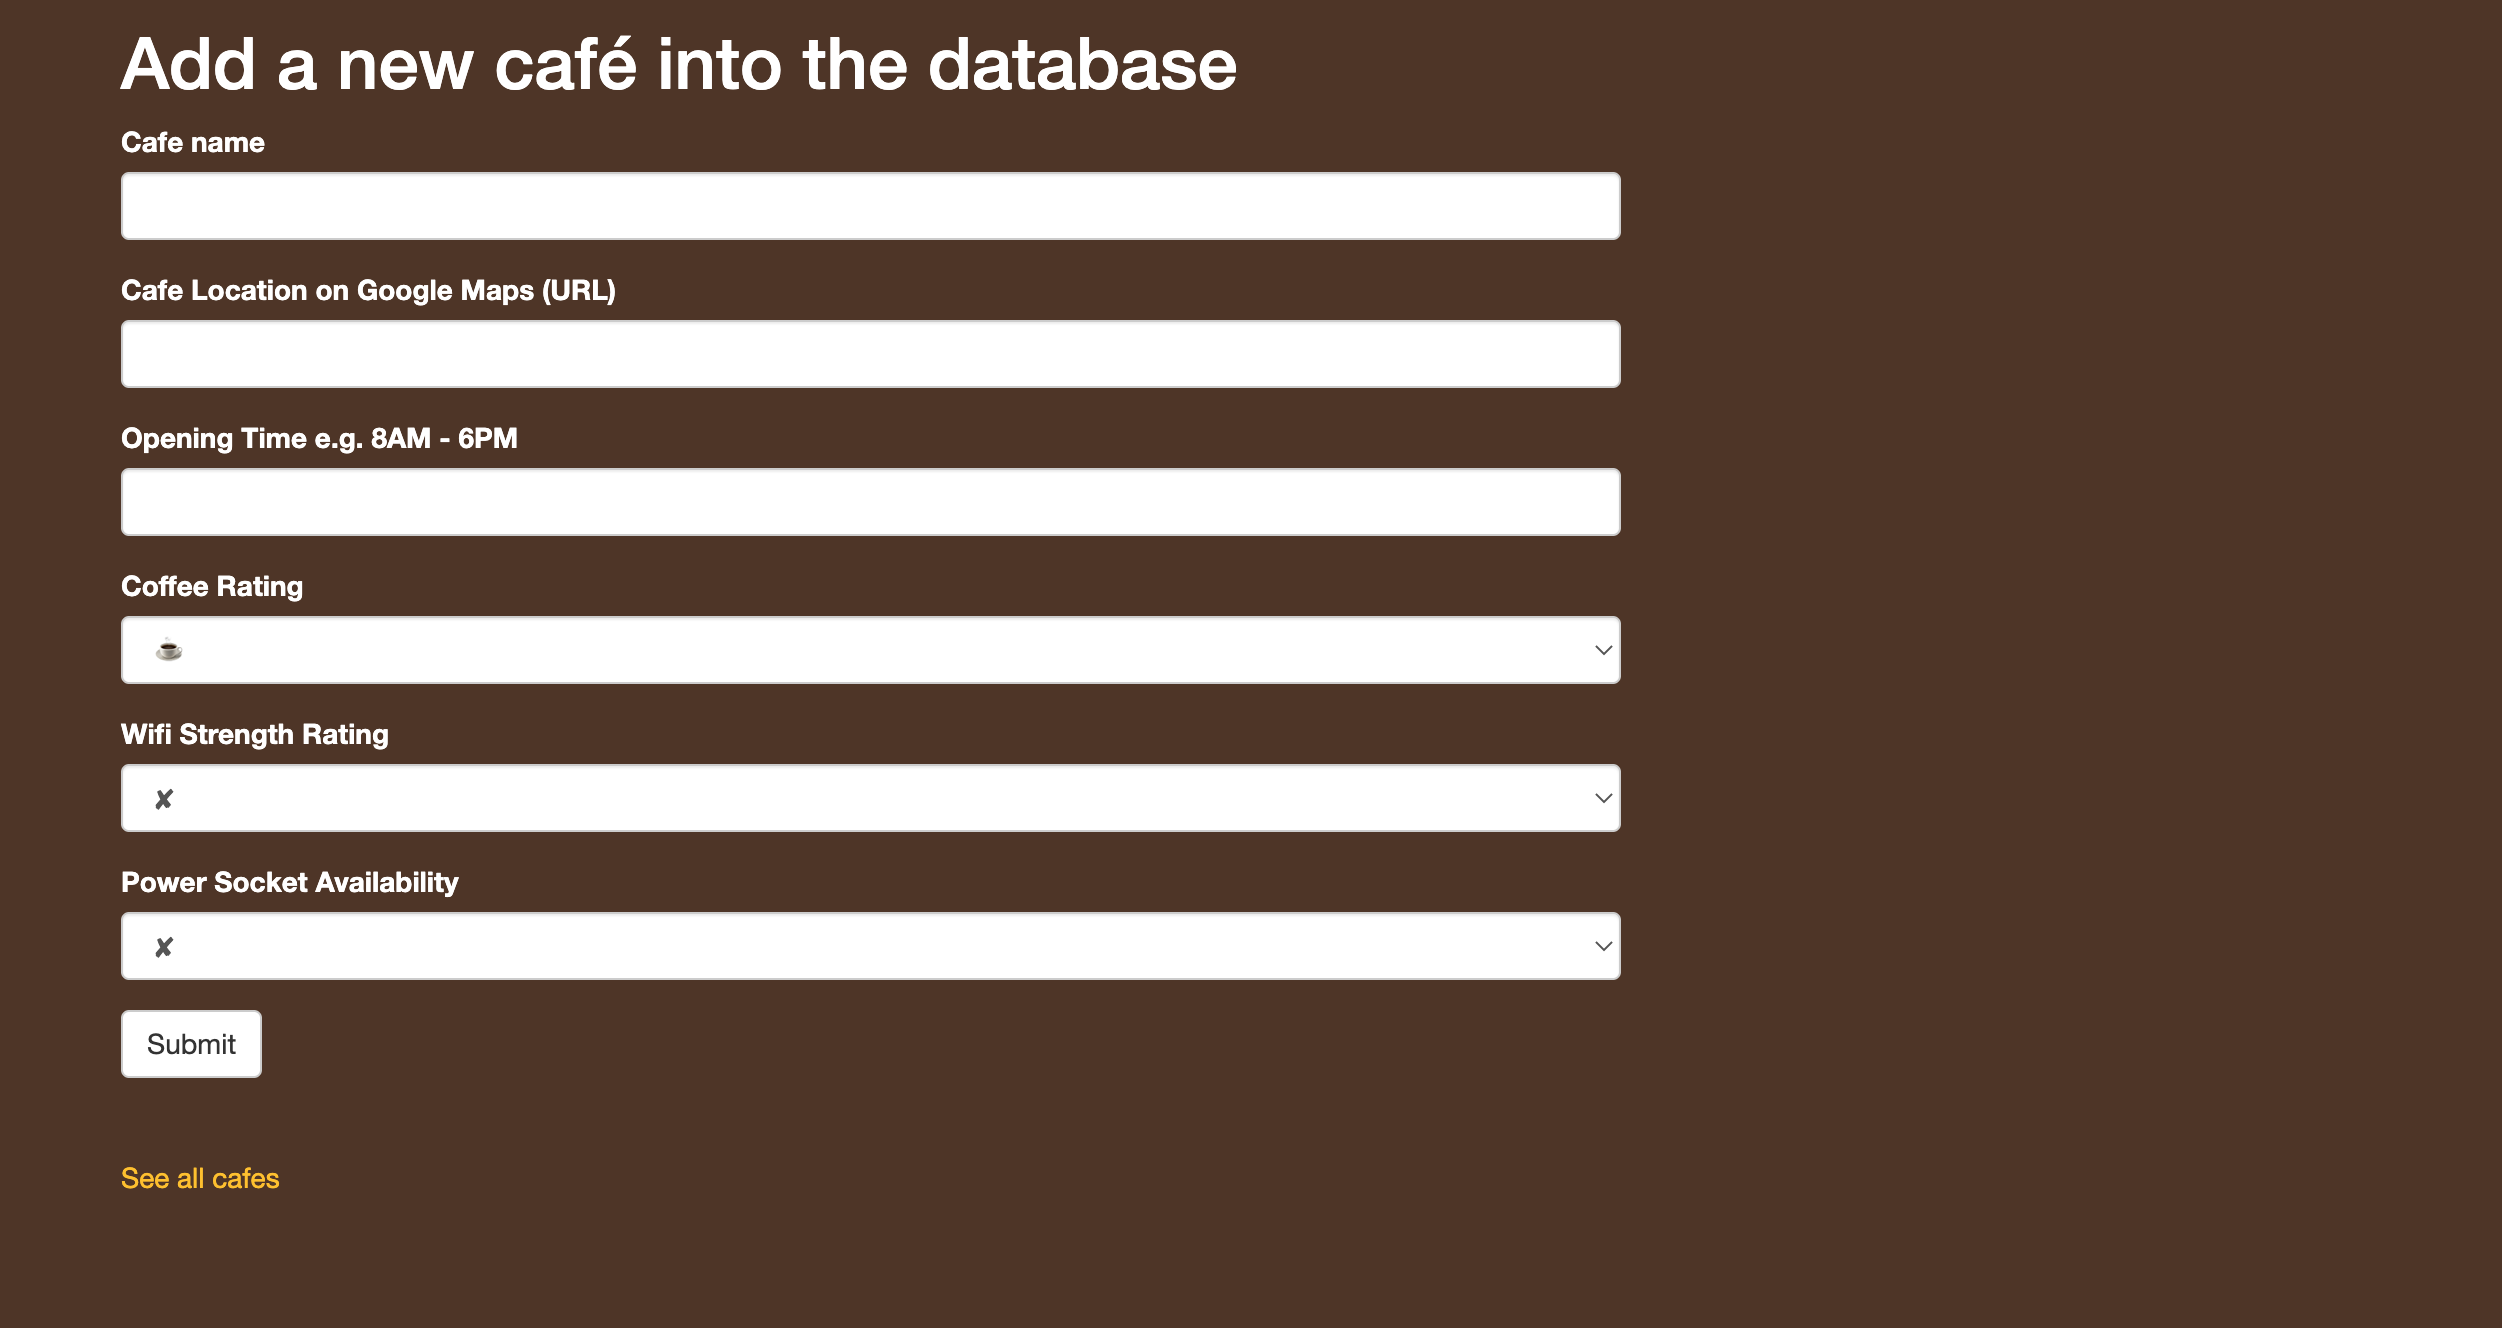 Add a new café into the database
Cafe name
Cafe Location on Google Maps (URL)
Opening Time e.g. 8AM - 6PM
Coffee Rating
☕
Wifi Strength Rating
✘
Power Socket Availability
✘
Submit
See all cafes